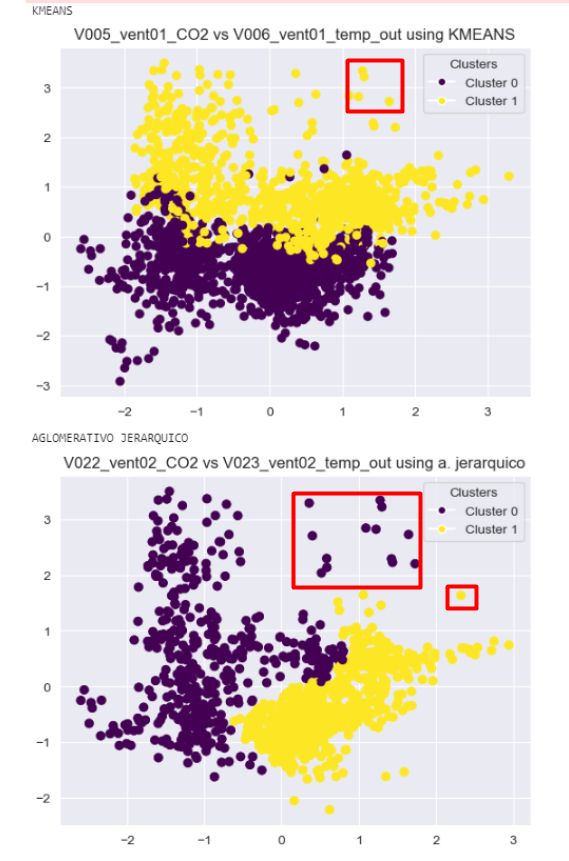 KMEANS
V005_vent01_CO2 vs V006_vent01_temp_out using KMEANS
Clusters
Cluster 0
Cluster 1
3
2
1
0
−1
−2
−3
−2 −1 0 1 2 3
AGLOMERATIVO JERARQUICO
V022_vent02_CO2 vs V023_vent02_temp_out using a. jerarquico
Clusters
Cluster 0
Cluster 1
3
2
1
0
−1
−2
−2 −1 0 1 2 3